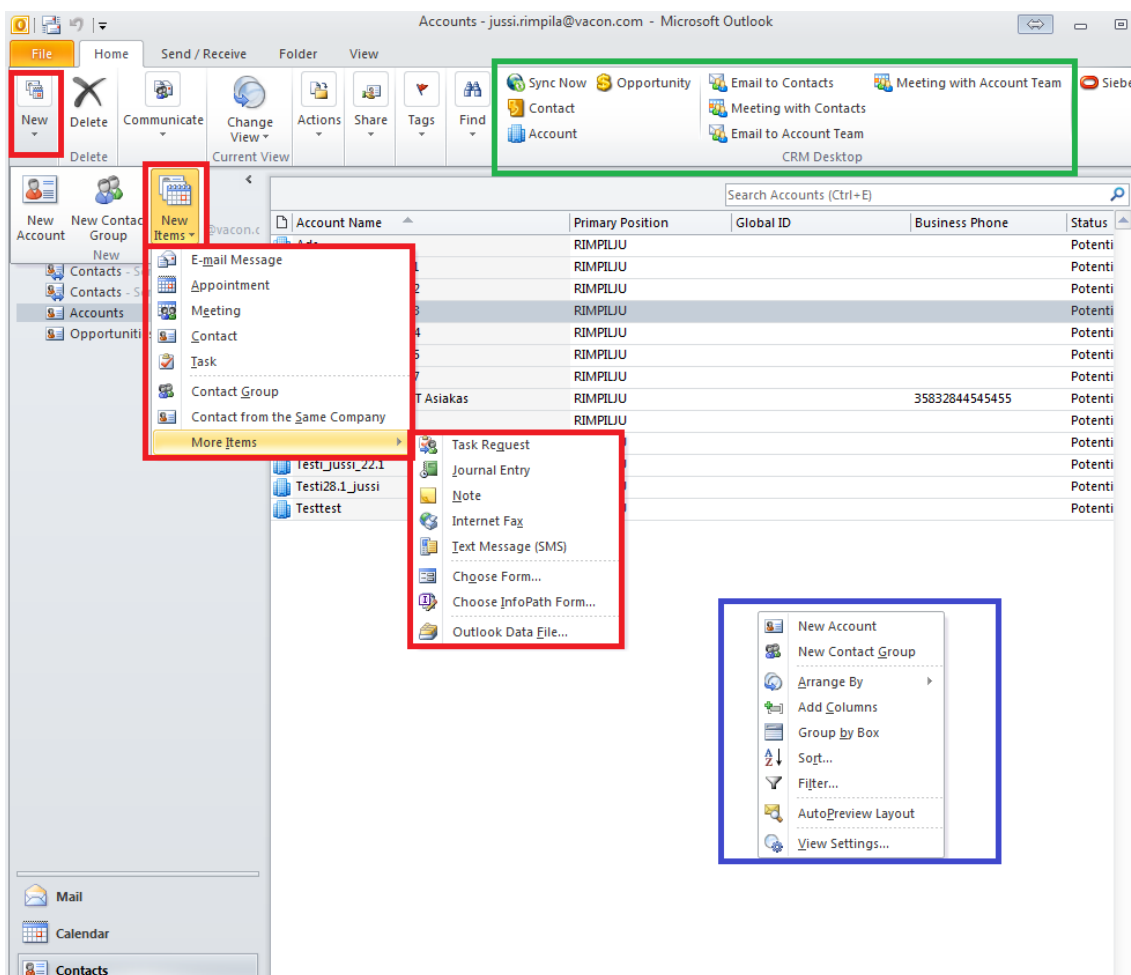 Accounts - jussi.rimpila@vacon.com - Microsoft Outlook
File Home Send / Receive Folder View
New
Delete
Communicate
Change
View
Actions
Share
Tags
Find
Delete
Current View
Sync Now
Opportunity
Email to Contacts
Meeting with Account Team
Contact
Meeting with Contacts
Account
Email to Account Team
CRM Desktop
New
Account
New Contac
Group
New
Items
New
@vacon.c
Contacts
Contacts
Accounts
Opportuniti
E-mail Message
Appointment
Meeting
Contact
Task
Contact Group
Contact from the Same Company
More Items
Task Request
Journal Entry
Note
Internet Fax
Text Message (SMS)
Choose Form...
Choose InfoPath Form...
Outlook Data File...
Search Accounts (Ctrl+E)
Account Name Primary Position Global ID Business Phone Status
RIMPILJU Potenti
1 RIMPILJU Potenti
2 RIMPILJU Potenti
3 RIMPILJU Potenti
4 RIMPILJU Potenti
5 RIMPILJU Potenti
7 RIMPILJU Potenti
T Asiakas RIMPILJU 35832844545455 Potenti
RIMPILJU Potenti
Potenti
Testi_jussi_22.1 Potenti
Testi28.1_jussi Potenti
Testtest Potenti
New Account
New Contact Group
Arrange By
Add Columns
Group by Box
Sort...
Filter...
AutoPreview Layout
View Settings...
Mail
Calendar
Contacts